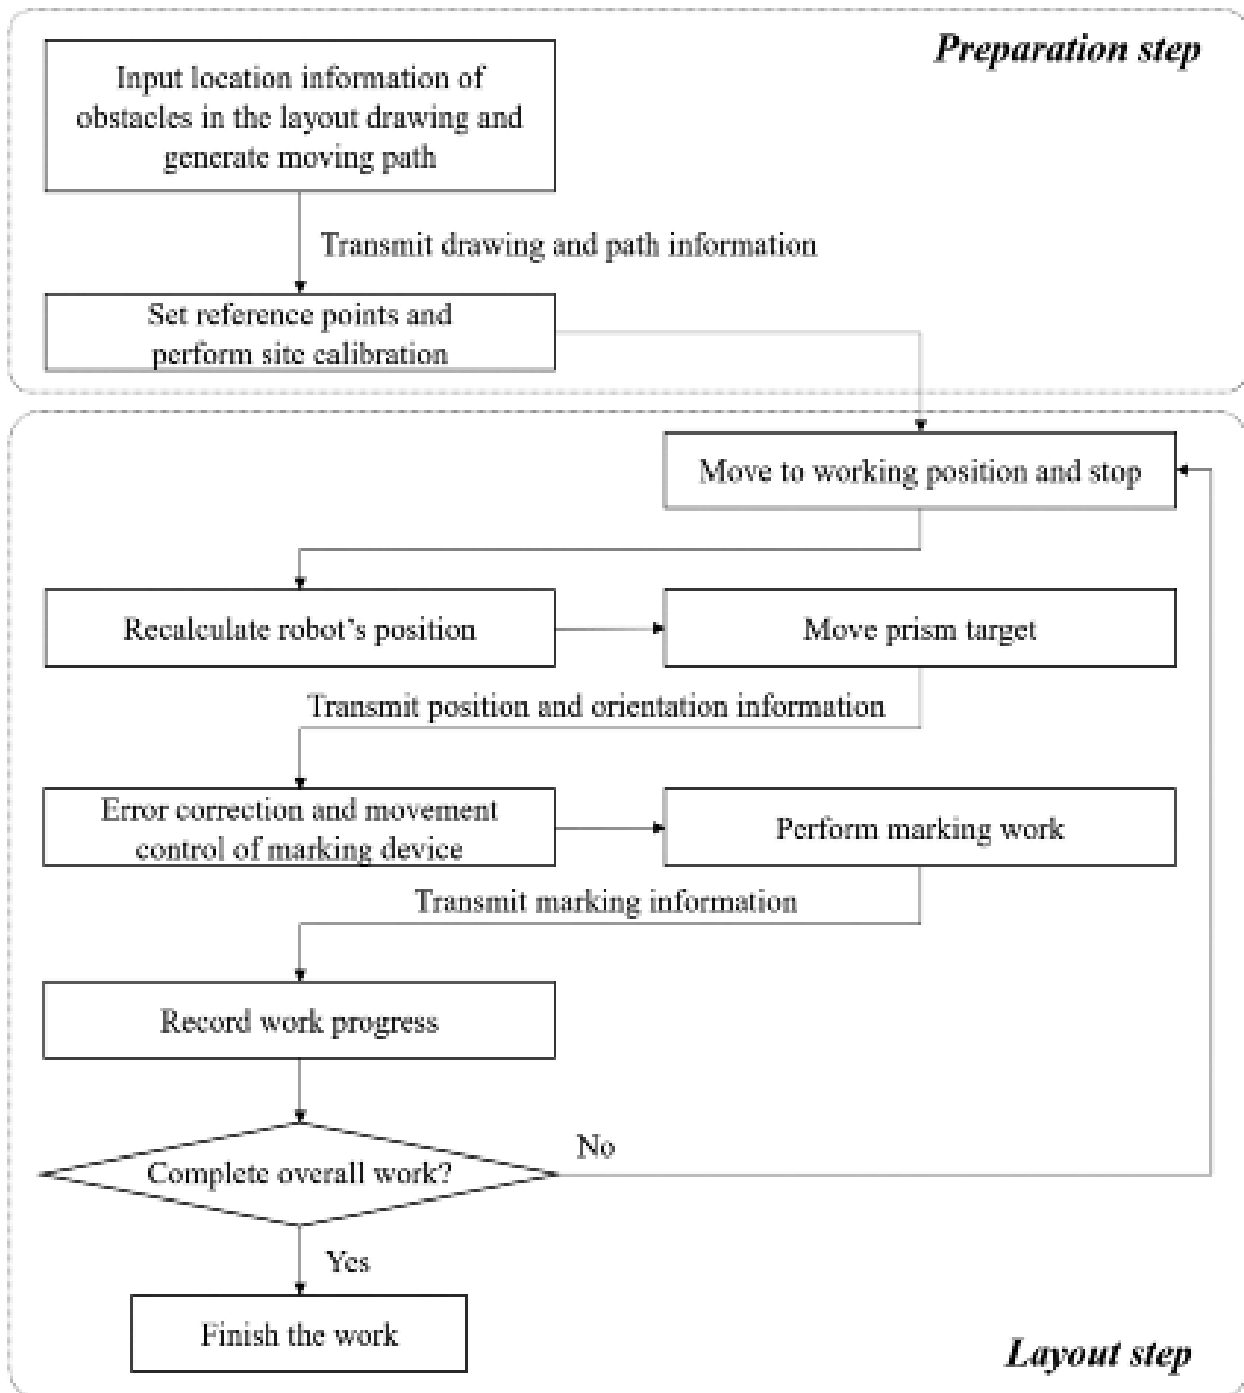 Preparation step
Input location information of
obstacles in the layout drawing and
generate moving path
Transmit drawing and path information
Set reference points and
perform site calibration
Move to working position and stop
Recalculate robot's position
Move prism target
Transmit position and orientation information
Error correction and movement
control of marking device
Perform marking work
Transmit marking information
Record work progress
Complete overall work?
No
Yes
Finish the work
Layout step